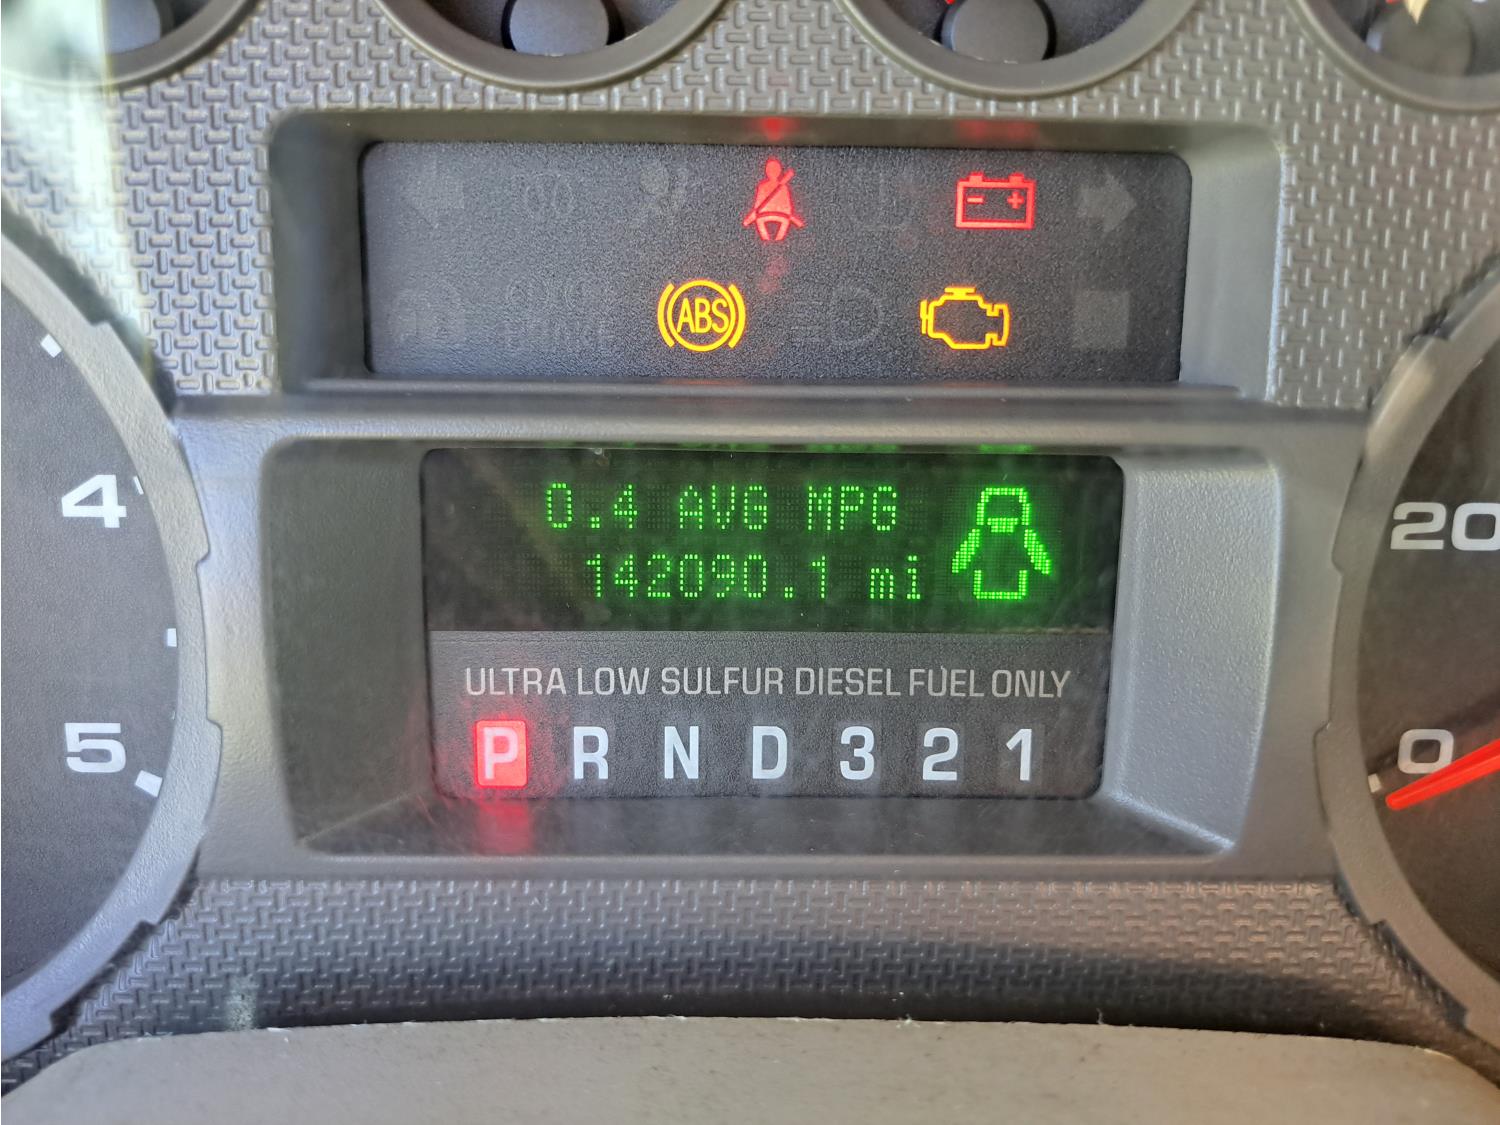 ABS
0.4 AVG MPG
142090.1 mi
ULTRA LOW SULFUR DIESEL FUEL ONLY
P R N D 3 2 1
4
5
20
0